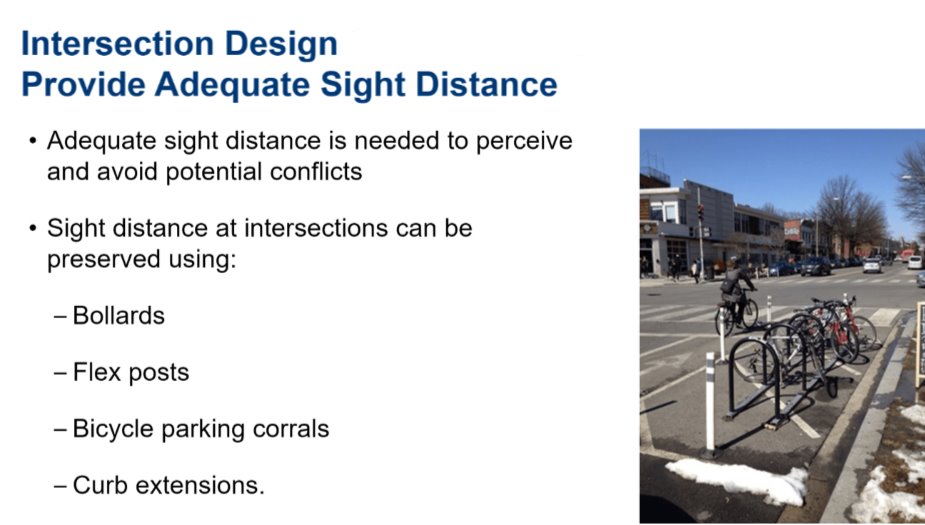 Intersection Design
Provide Adequate Sight Distance
• Adequate sight distance is needed to perceive
and avoid potential conflicts
• Sight distance at intersections can be
preserved using:
– Bollards
– Flex posts
– Bicycle parking corrals
– Curb extensions.